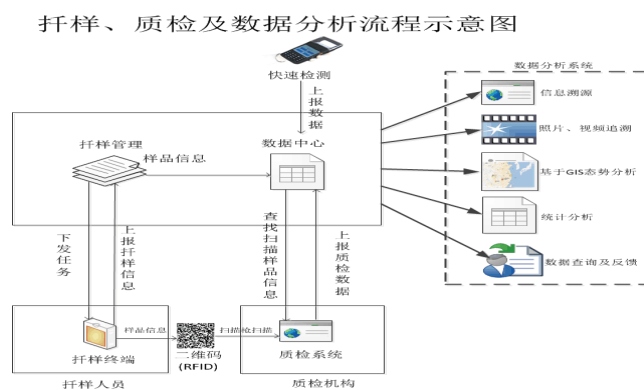 扦样、质检及数据分析流程示意图
快速检测
数据分析系统
上报数据
信息溯源
扦样管理
样品信息
数据中心
照片、视频追测
基于GIS态势分析
统计分析
下发任务
上报扦样信息
查找扫描样品信息
上报质检数据
数据查询及反馈
样品信息
二维码
(RFID)
扫描枪扫描
扦样终端
质检系统
扦样人员
质检机构